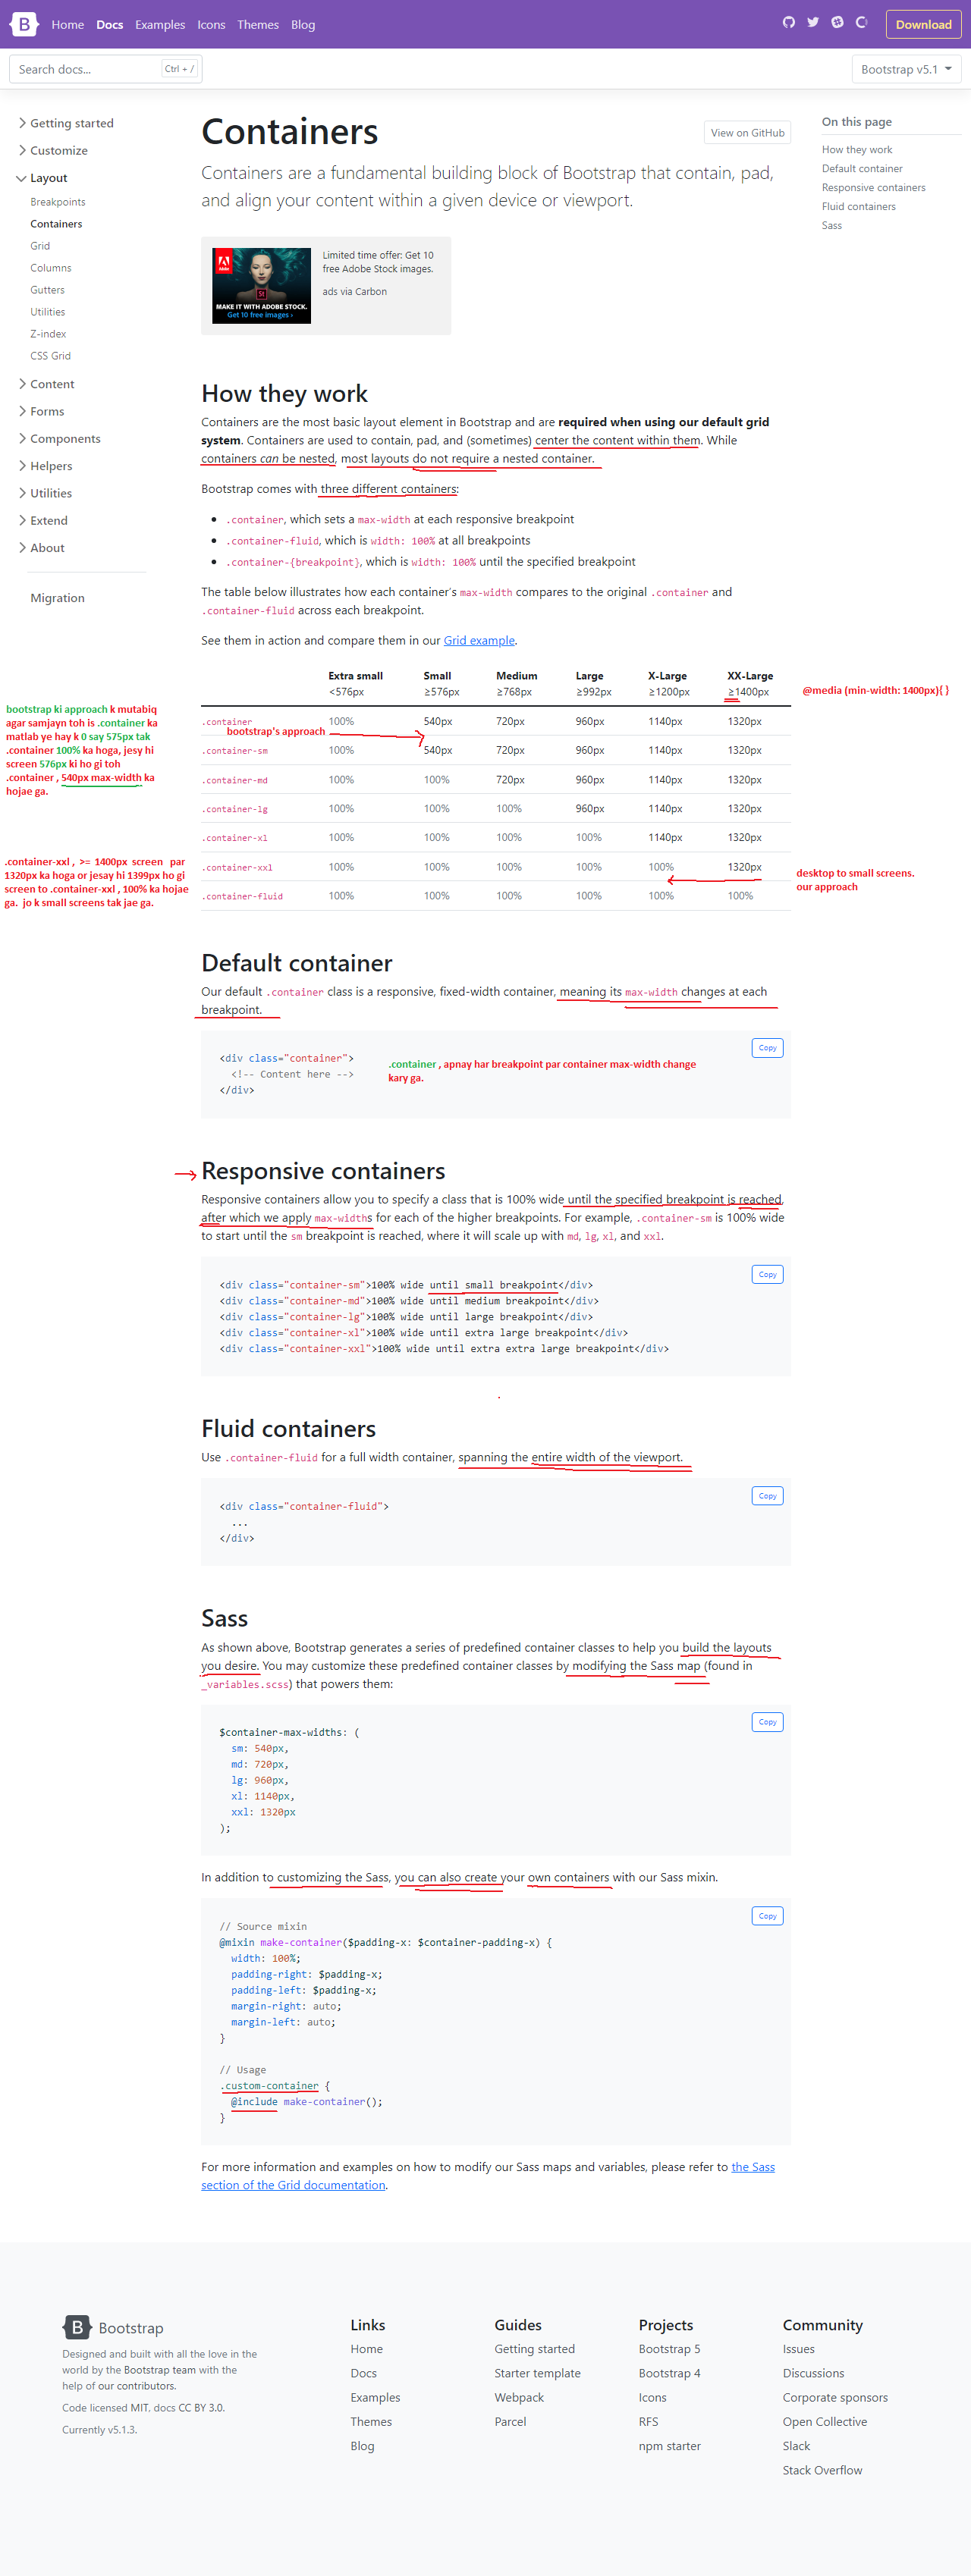 Home Docs Examples Icons Themes Blog Download
Search docs... Ctrl + / Bootstrap v5.1
Getting started
Customize
Layout
Breakpoints
Containers
Grid
Columns
Gutters
Utilities
Z-index
CSS Grid
Content
Forms
Components
Helpers
Utilities
Extend
About
Migration
Containers
View on GitHub
Containers are a fundamental building block of Bootstrap that contain, pad,
and align your content within a given device or viewport.
On this page
How they work
Default container
Responsive containers
Fluid containers
Sass
MAKE IT WITH ADOBE STOCK.
Get 10 free images ›
Limited time offer: Get 10
free Adobe Stock images.
ads via Carbon
How they work
Containers are the most basic layout element in Bootstrap and are required when using our default grid
system. Containers are used to contain, pad, and (sometimes) center the content within them. While
containers can be nested, most layouts do not require a nested container.
Bootstrap comes with three different containers:
• .container, which sets a max-width at each responsive breakpoint
• .container-fluid, which is width: 100% at all breakpoints
• .container-{breakpoint}, which is width: 100% until the specified breakpoint
The table below illustrates how each container's max-width compares to the original .container and
.container-fluid across each breakpoint.
See them in action and compare them in our Grid example.
Extra small Small Medium Large X-Large XX-Large
<576px ≥576px ≥768px ≥992px ≥1200px ≥1400px
@media (min-width: 1400px){ }
.container 100% 540px 720px 960px 1140px 1320px
bootstrap's approach
.container-sm 100% 540px 720px 960px 1140px 1320px
.container-md 100% 100% 720px 960px 1140px 1320px
.container-lg 100% 100% 100% 960px 1140px 1320px
.container-xl 100% 100% 100% 100% 1140px 1320px
.container-xxl 100% 100% 100% 100% 100% 1320px
.container-fluid 100% 100% 100% 100% 100% 100%
bootstrap ki approach k mutabiq
agar samjayn toh is .container ka
matlab ye hay k 0 say 575px tak
.container 100% ka hoga, jesy hi
screen 576px ki ho gi toh
.container , 540px max-width ka
hojae ga.
.container-xxl , >= 1400px screen par
1320px ka hoga or jesay hi 1399px ho gi
screen to .container-xxl , 100% ka hojae
ga. jo k small screens tak jae ga.
desktop to small screens.
our approach
Default container
Our default .container class is a responsive, fixed-width container, meaning its max-width changes at each
breakpoint.
Copy
<div class="container">
<!-- Content here -->
</div>
.container , apnay har breakpoint par container max-width change
kary ga.
Responsive containers
Responsive containers allow you to specify a class that is 100% wide until the specified breakpoint is reached,
after which we apply max-widths for each of the higher breakpoints. For example, .container-sm is 100% wide
to start until the sm breakpoint is reached, where it will scale up with md, lg, xl, and xxl.
Copy
<div class="container-sm">100% wide until small breakpoint</div>
<div class="container-md">100% wide until medium breakpoint</div>
<div class="container-lg">100% wide until large breakpoint</div>
<div class="container-xl">100% wide until extra large breakpoint</div>
<div class="container-xxl">100% wide until extra extra large breakpoint</div>
Fluid containers
Use .container-fluid for a full width container, spanning the entire width of the viewport.
Copy
<div class="container-fluid">
...
</div>
Sass
As shown above, Bootstrap generates a series of predefined container classes to help you build the layouts
you desire. You may customize these predefined container classes by modifying the Sass map (found in
_variables.scss) that powers them:
Copy
$container-max-widths: (
sm: 540px,
md: 720px,
lg: 960px,
xl: 1140px,
xxl: 1320px
);
In addition to customizing the Sass, you can also create your own containers with our Sass mixin.
Copy
// Source mixin
@mixin make-container($padding-x: $container-padding-x) {
width: 100%;
padding-right: $padding-x;
padding-left: $padding-x;
margin-right: auto;
margin-left: auto;
}
// Usage
.custom-container {
@include make-container();
}
For more information and examples on how to modify our Sass maps and variables, please refer to the Sass
section of the Grid documentation.
B Bootstrap
Designed and built with all the love in the
world by the Bootstrap team with the
help of our contributors.
Code licensed MIT, docs CC BY 3.0.
Currently v5.1.3.
Links
Home
Docs
Examples
Themes
Blog
Guides
Getting started
Starter template
Webpack
Parcel
Projects
Bootstrap 5
Bootstrap 4
Icons
RFS
npm starter
Community
Issues
Discussions
Corporate sponsors
Open Collective
Slack
Stack Overflow